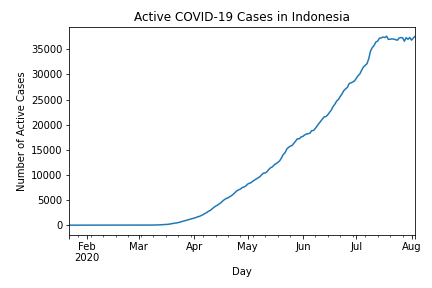 Active COVID-19 Cases in Indonesia
Number of Active Cases
35000
30000
25000
20000
15000
10000
5000
0
Feb Mar Apr May Jun Jul Aug
2020
Day